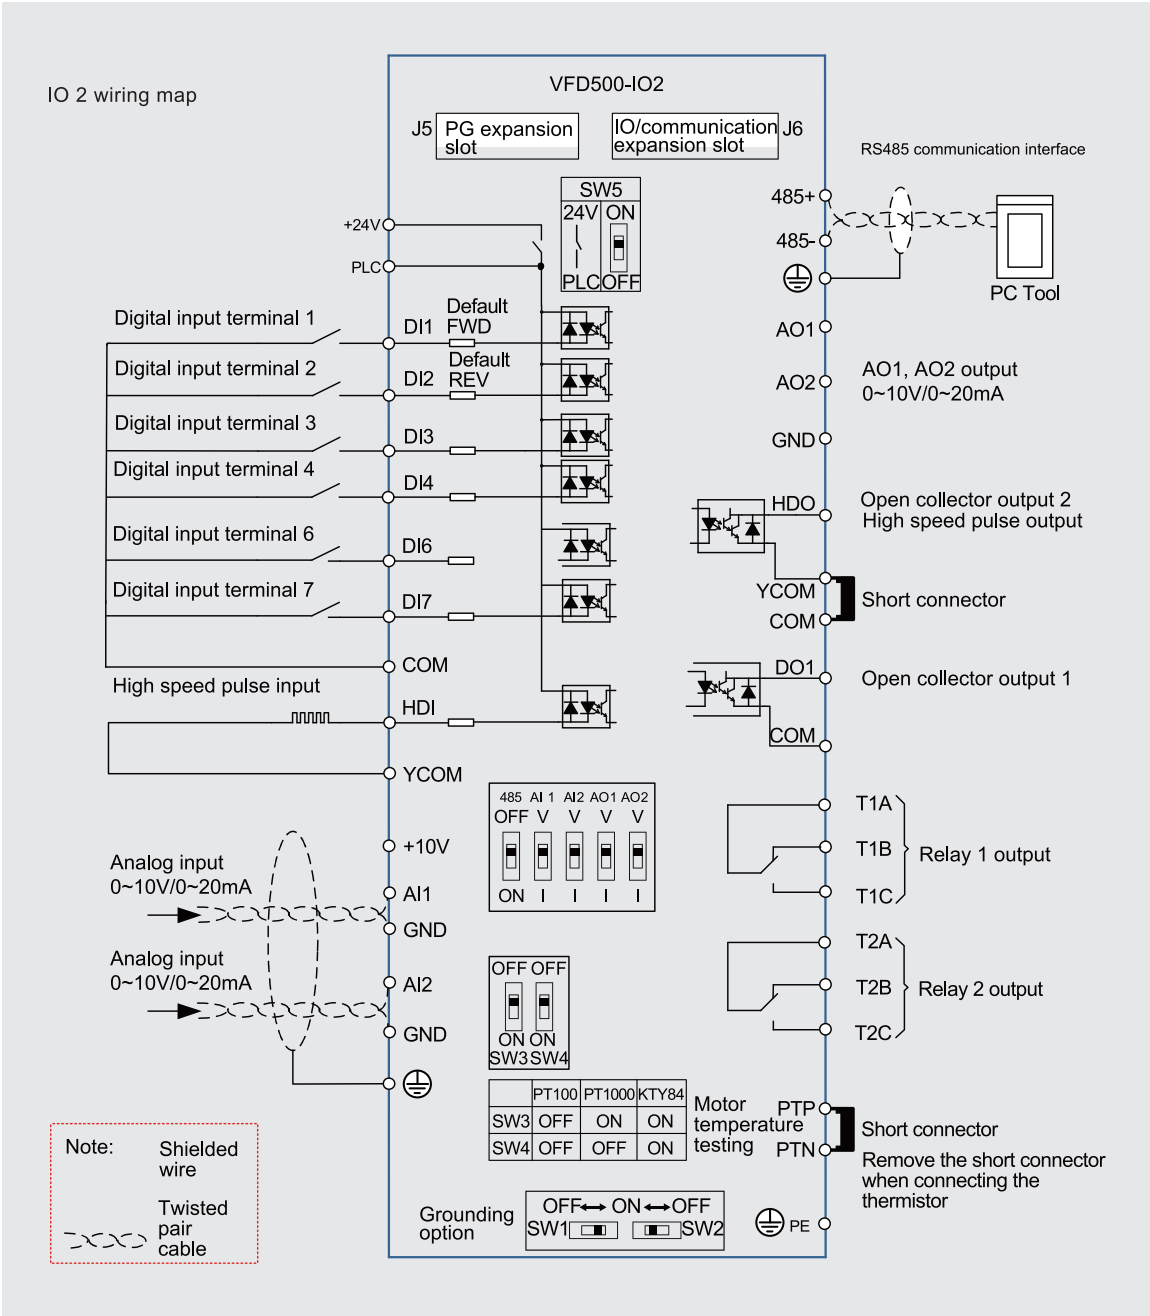 IO 2 wiring map
VFD500-IO2
J5
PG expansion
slot
IO/communication
expansion slot
J6
RS485 communication interface
SW5
24V ON
PLC OFF
+24V
PLC
485+
485-
PC Tool
Digital input terminal 1
DI1
Default
FWD
Digital input terminal 2
DI2
Default
REV
Digital input terminal 3
DI3
Digital input terminal 4
DI4
Digital input terminal 6
DI6
Digital input terminal 7
DI7
COM
High speed pulse input
HDI
YCOM
AO1
AO2
AO1, AO2 output
0~10V/0~20mA
GND
HDO
Open collector output 2
High speed pulse output
YCOM
COM
Short connector
DO1
Open collector output 1
COM
485 AI 1 AI2 AO1 AO2
OFF V V V V
ON I I I I
+10V
Analog input
0~10V/0~20mA
AI1
GND
Analog input
0~10V/0~20mA
AI2
GND
T1A
T1B
T1C
Relay 1 output
T2A
T2B
T2C
Relay 2 output
OFF OFF
ON ON
SW3 SW4
PT100 PT1000 KTY84
SW3 OFF ON ON
SW4 OFF OFF ON
Motor
temperature
testing
PTP
PTN
Short connector
Remove the short connector
when connecting the
thermistor
Note:
Shielded
wire
Twisted
pair
cable
Grounding
option
OFF ON OFF
SW1 SW2
PE